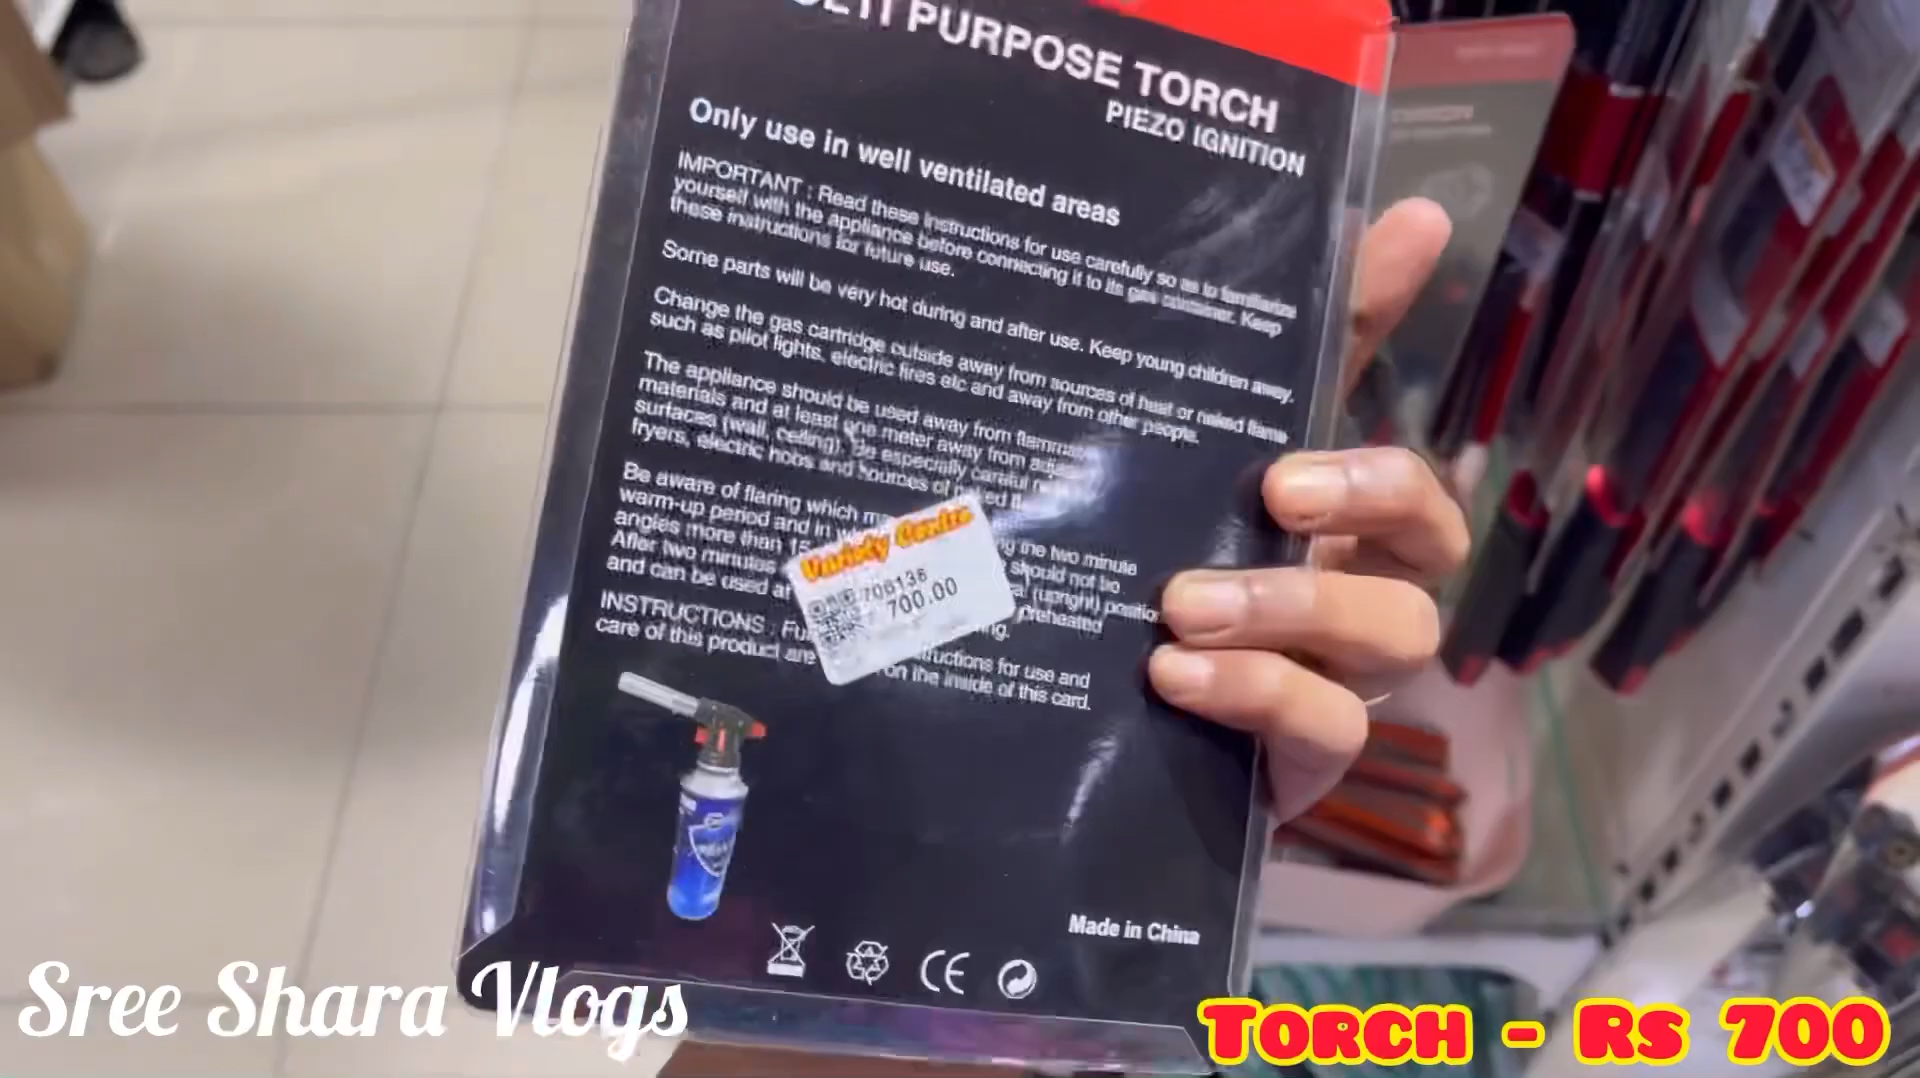 PURPOSE TORCH
PIEZO IGNITION
Only use in well ventilated areas
IMPORTANT : Read these instructions for use carefully so as to familiarize
yourself with the appliance before connecting it to its gas container. Keep
these instructions for future use.
Some parts will be very hot during and after use. Keep young children away.
Change the gas cartridge outside away from sources of heat or naked flame
such as pilot lights, electric fires etc and away from other people.
The appliance should be used away from
materials and at least one meter away from
surfaces (wall, ceiling). Be especially careful
fryers, electric hobs and sources of
Be aware of flaring which
warm-up period and in the two minute
angles more than 15 should not be
After two minutes (upright) position
and can be used preheated
INSTRUCTIONS : instructions for use and
care of this product are on the inside of this card.
Variety Centre
706136
700.00
Made in China
CE
Sree Shara Vlogs
TORCH - RS 700